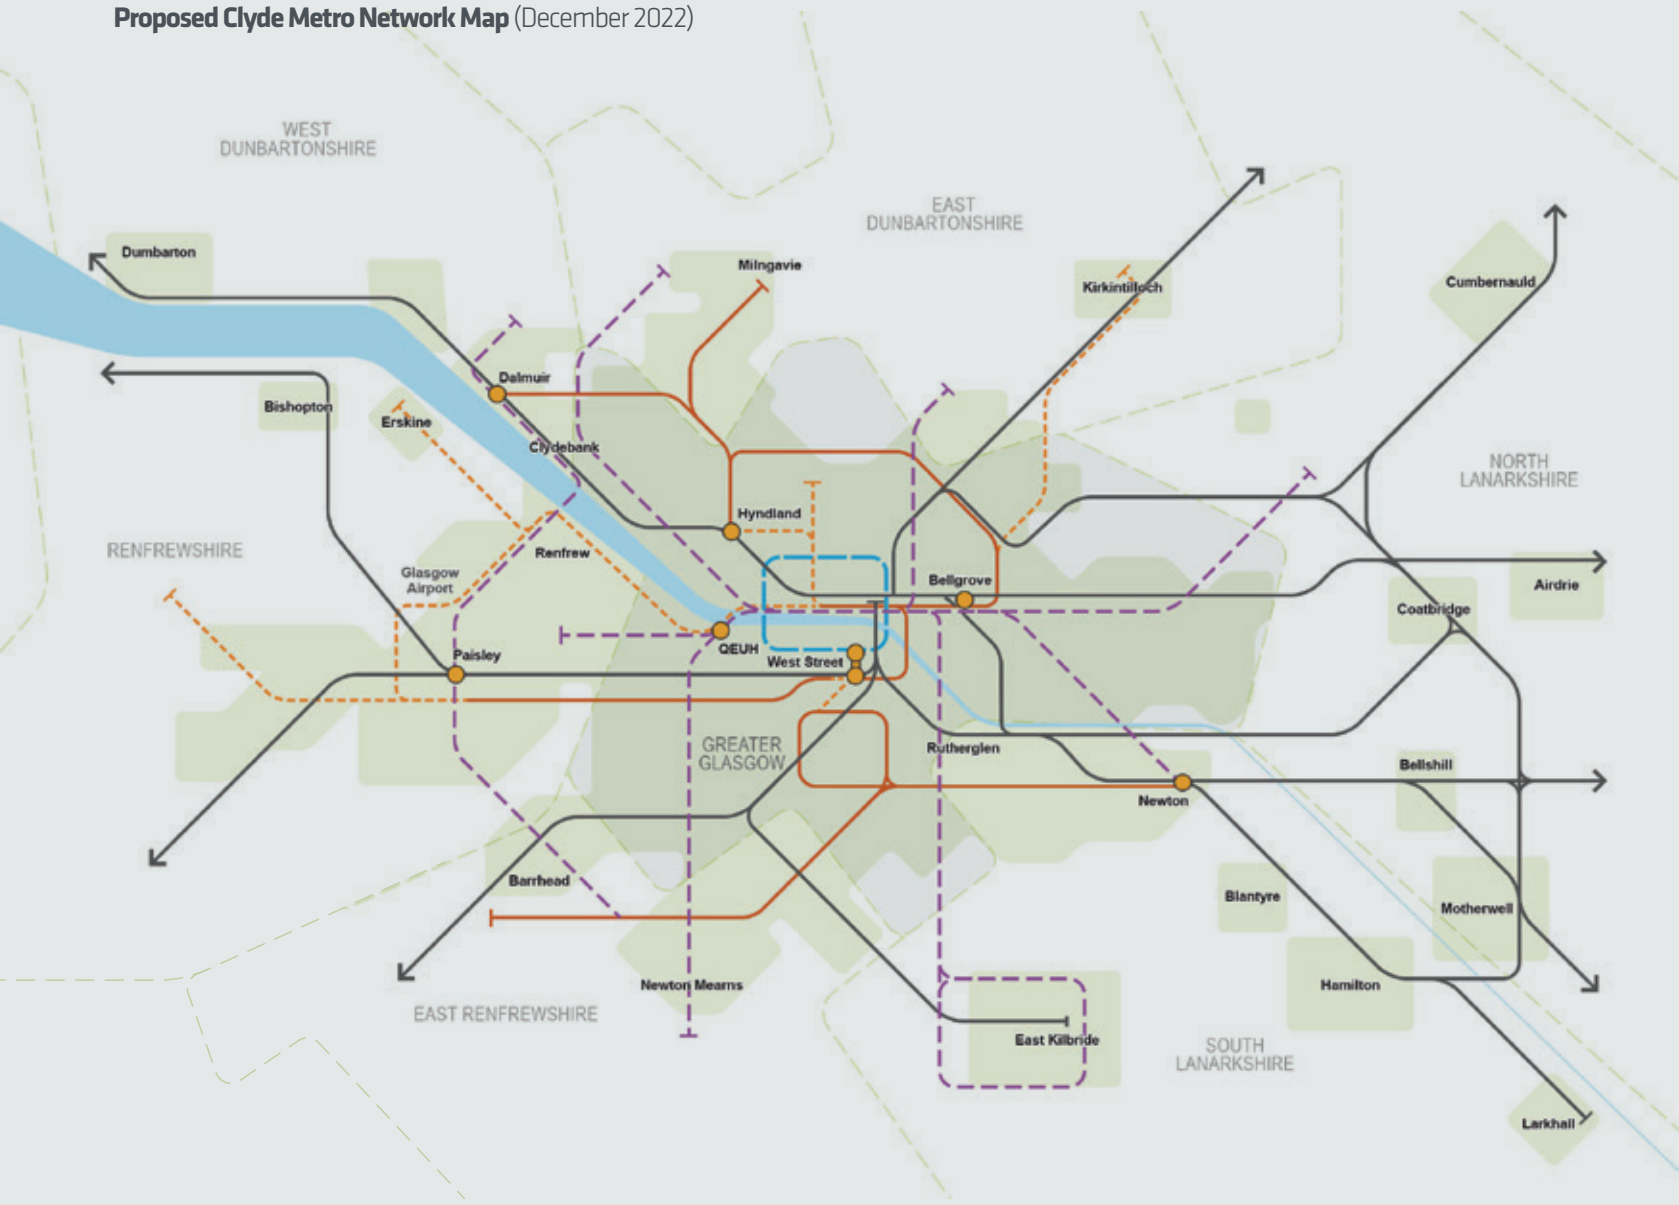 Proposed Clyde Metro Network Map (December 2022)
WEST
DUNBARTONSHIRE
EAST
DUNBARTONSHIRE
Dumbarton
Milngavie
Kirkintilloch
Cumbernauld
Dalmuir
Bishopton
Erskine
Clydebank
NORTH
LANARKSHIRE
Hyndland
RENFREWSHIRE
Renfrew
Glasgow
Airport
Bellgrove
Airdrie
Coatbridge
QEUH
Paisley
West Street
GREATER
GLASGOW
Rutherglen
Bellshill
Newton
Barrhead
Blantyre
Motherwell
Newton Mearns
Hamilton
EAST RENFREWSHIRE
East Kilbride
SOUTH
LANARKSHIRE
Larkhall